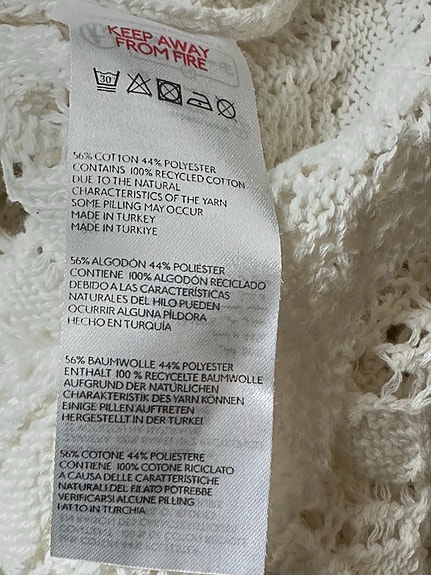 KEEP AWAY
FROM FIRE
30
56% COTTON 44% POLYESTER
CONTAINS 100% RECYCLED COTTON
DUE TO THE NATURAL
CHARACTERISTICS OF THE YARN
SOME PILLING MAY OCCUR
MADE IN TURKEY
MADE IN TURKIYE
56% ALGODÓN 44% POLIESTER
CONTIENE 100% ALGODÓN RECICLADO
DEBIDO A LAS CARACTERÍSTICAS
NATURALES DEL HILO PUEDEN
OCURRIR ALGUNA PÍLDORA
HECHO EN TURQUÍA
56% BAUMWOLLE 44% POLYESTER
ENTHALT 100 % RECYCELTE BAUMWOLLE
AUFGRUND DER NATÜRLICHEN
CHARAKTERISTIK DES YARN KÖNNEN
EINIGE PILLEN AUFTRETEN
HERGESTELLT IN DER TÜRKEI
56% COTONE 44% POLIESTERE
CONTIENE 100% COTONE RICICLATO
A CAUSA DELLE CARATTERISTICHE
NATURALI DEL FILATO POTREBBE
VERIFICARSI ALCUNE PILLING
FATTO IN TURCHIA